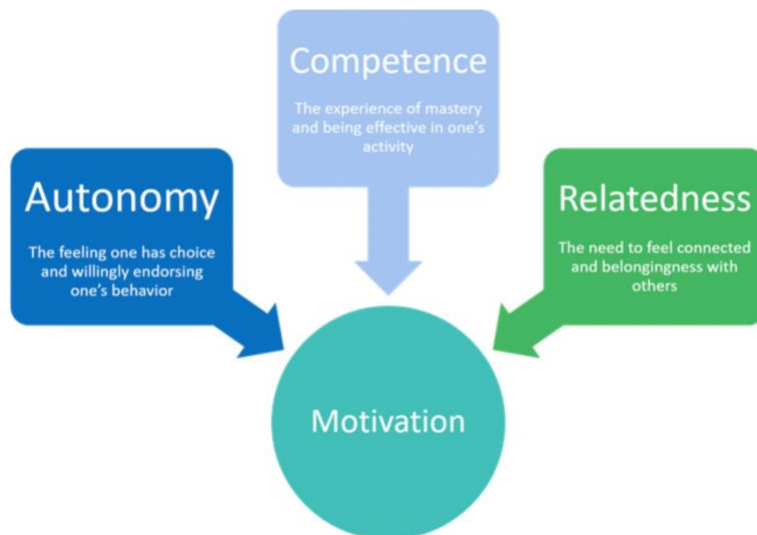 Competence
The experience of mastery
and being effective in one's
activity
Autonomy
The feeling one has choice
and willingly endorsing
one's behavior
Relatedness
The need to feel connected
and belongingness with
others
Motivation